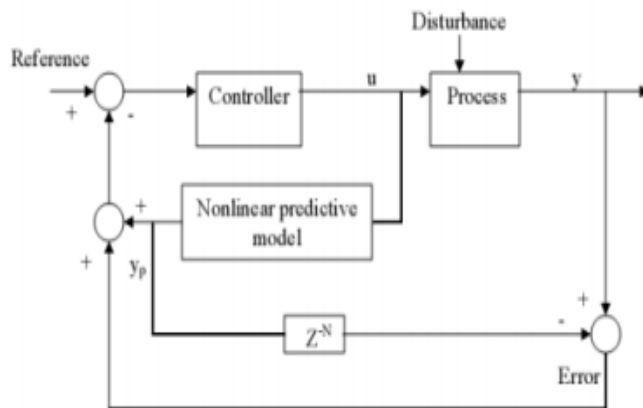 Disturbance
Reference
+
-
Controller
u
Process
y
+
Nonlinear predictive
model
+
yₚ
Z⁻ᴺ
-
+
Error